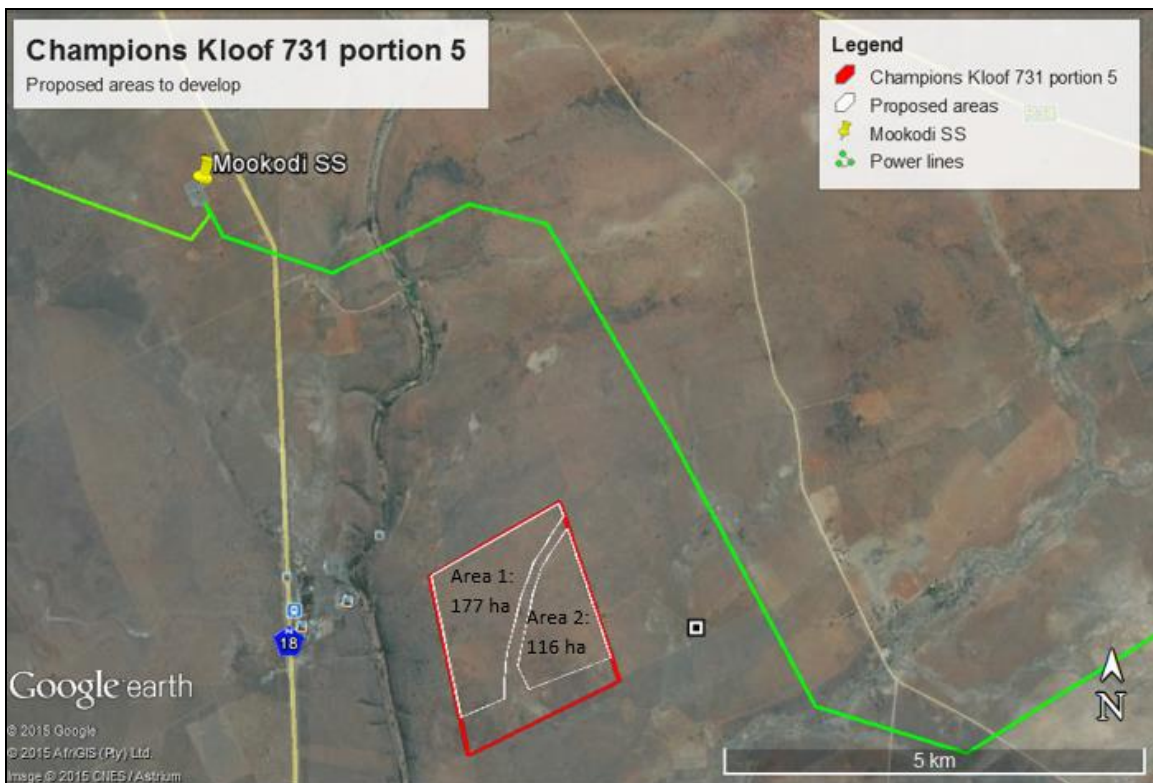 Champions Kloof 731 portion 5
Proposed areas to develop
Legend
Champions Kloof 731 portion 5
Proposed areas
Mookodi SS
Power lines
Mookodi SS
Area 1:
177 ha
Area 2:
116 ha
N
18
Google earth
© 2015 Google
© 2015 AfriGIS (Pty) Ltd.
Image © 2015 CNES / Astrium
N
5 km